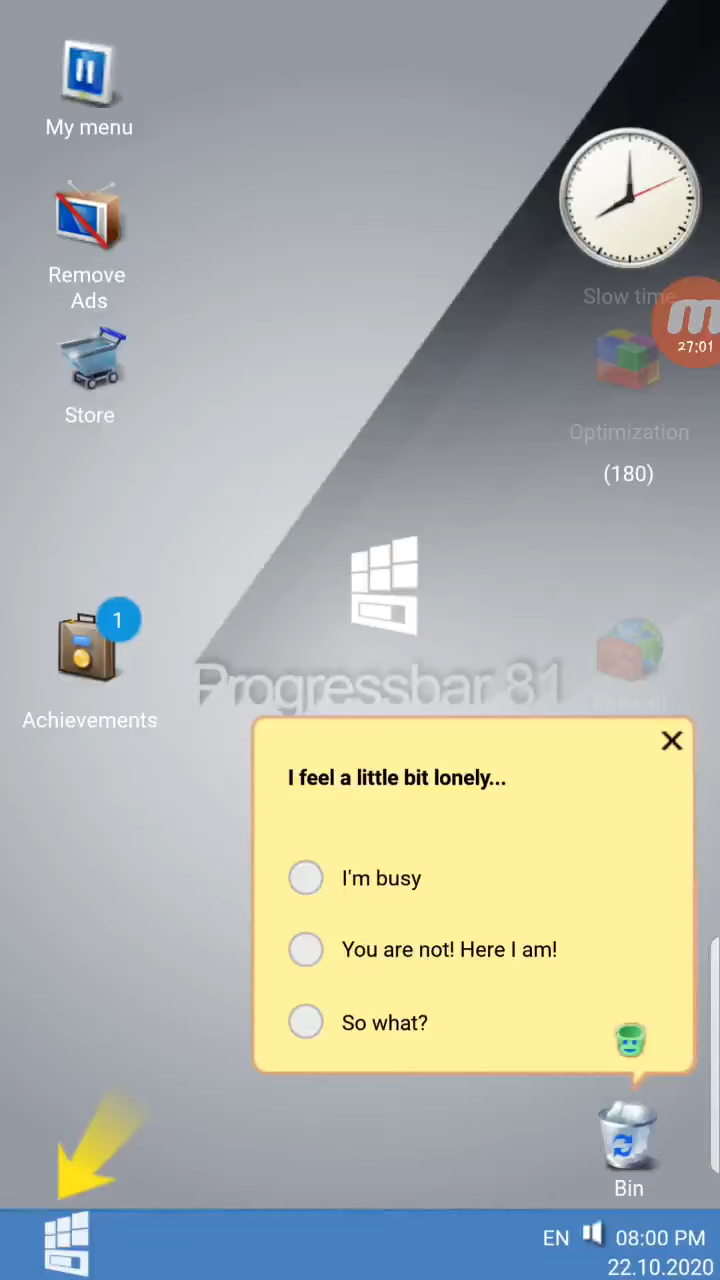 My menu
Remove
Ads
Store
Slow time
27:01
Optimization
(180)
1
Achievements
Progressbar 81
I feel a little bit lonely...
I'm busy
You are not! Here I am!
So what?
Bin
EN 08:00 PM
22.10.2020